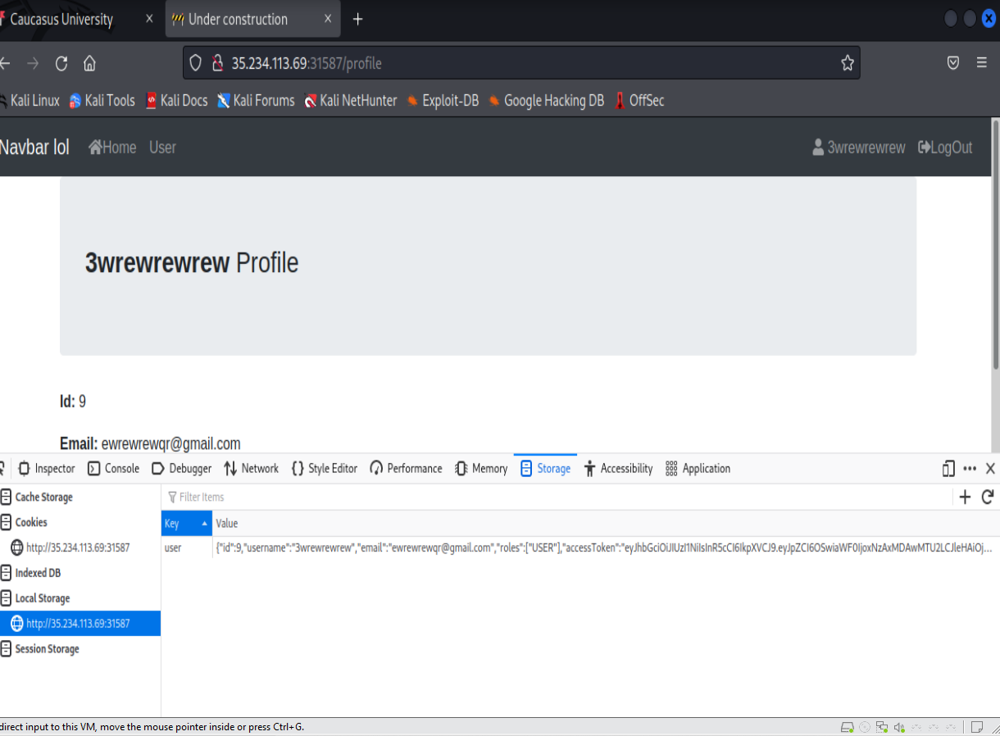 Caucasus University
Under construction
35.234.113.69:31587/profile
Kali Linux Kali Tools Kali Docs Kali Forums Kali NetHunter Exploit-DB Google Hacking DB OffSec
Navbar lol Home User 3wrewrewrew LogOut
3wrewrewrew Profile
Id: 9
Email: ewrewrewqr@gmail.com
Inspector Console Debugger Network Style Editor Performance Memory Storage Accessibility Application
Cache Storage
Filter Items
Cookies
Key Value
http://35.234.113.69:31587
user {"id":9,"username":"3wrewrewrew","email":"ewrewrewqr@gmail.com","roles":["USER"],"accessToken":"eyJhbGciOiJIUzI1NiIsInR5cCI6IkpXVCJ9.eyJpZCI6OSwiaWF0IjoxNzAxMDAwMTU2LCJleHAiOj...
Indexed DB
Local Storage
http://35.234.113.69:31587
Session Storage
direct input to this VM, move the mouse pointer inside or press Ctrl+G.